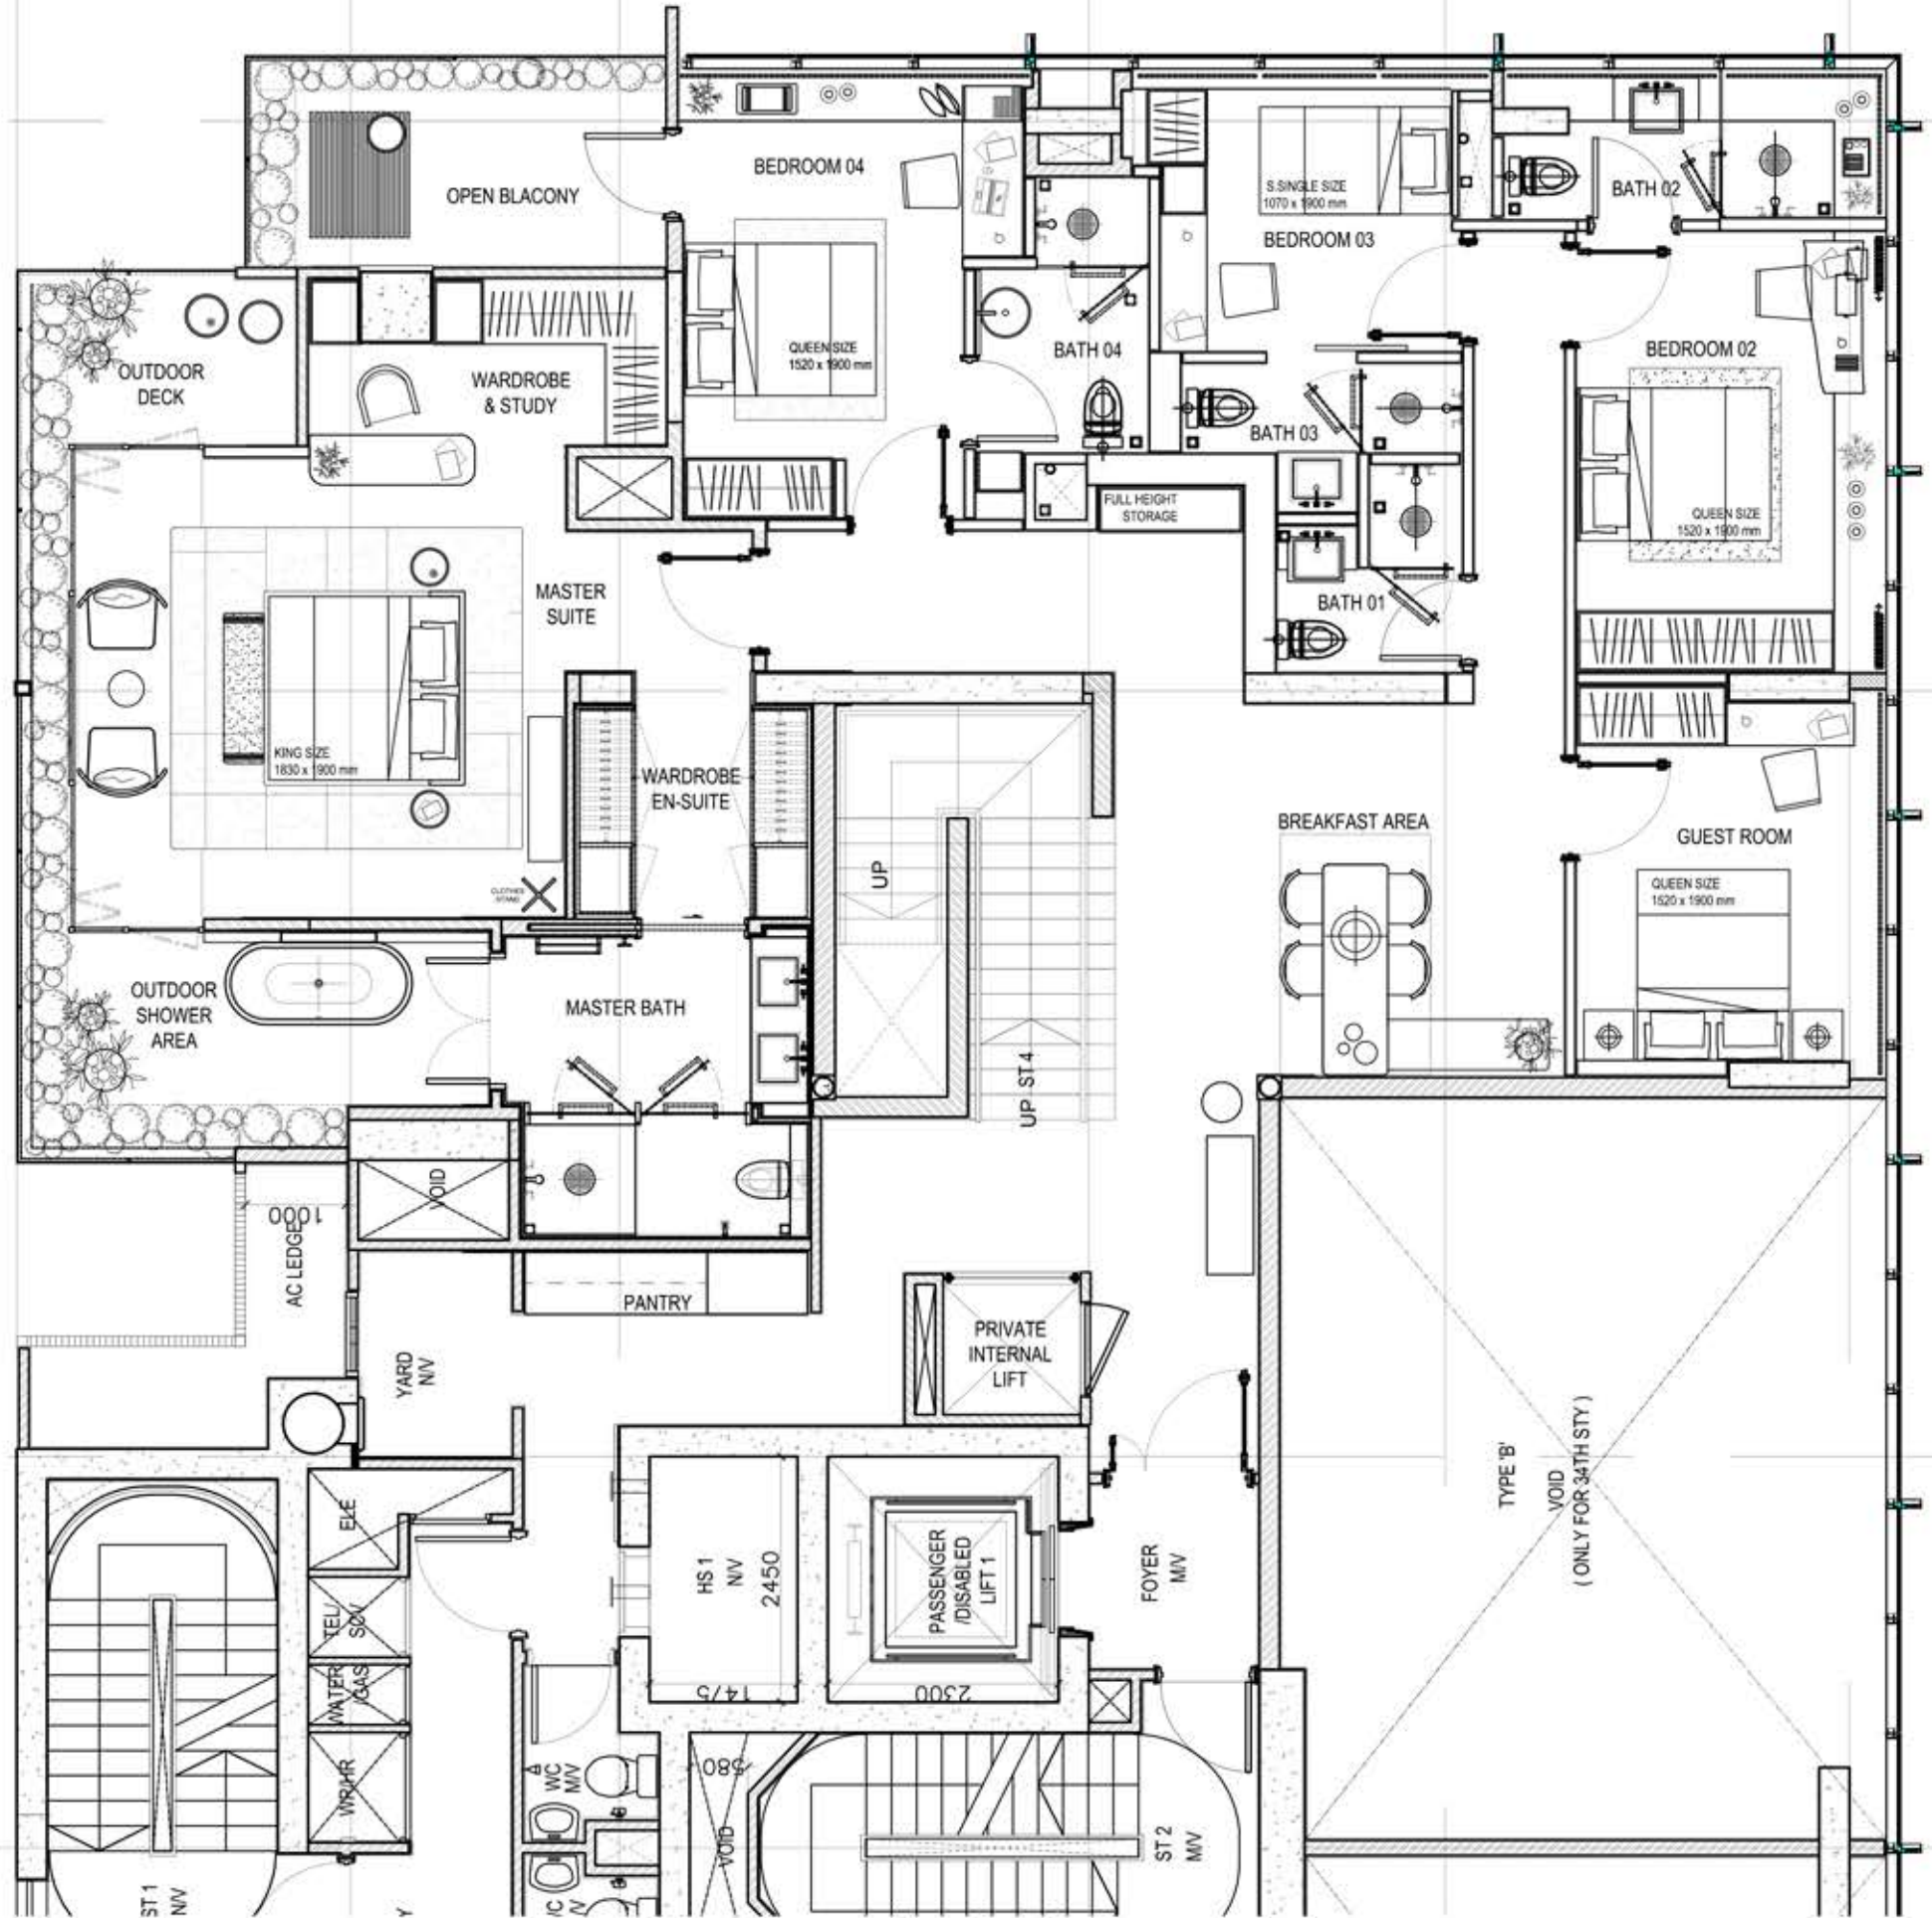 OPEN BLACONY
BEDROOM 04
S.SINGLE SIZE
1070 x 1900 mm
BEDROOM 03
BATH 02
OUTDOOR
DECK
WARDROBE
& STUDY
QUEEN SIZE
1520 x 1900 mm
BATH 04
BATH 03
BEDROOM 02
FULL HEIGHT
STORAGE
QUEEN SIZE
1520 x 1900 mm
MASTER
SUITE
BATH 01
KING SIZE
1830 x 1900 mm
WARDROBE
EN-SUITE
CLOTHES
STAND
UP
BREAKFAST AREA
GUEST ROOM
QUEEN SIZE
1520 x 1900 mm
OUTDOOR
SHOWER
AREA
MASTER BATH
UP ST.4
VOID
1000
AC LEDGE
PANTRY
YARD
N/V
PRIVATE
INTERNAL
LIFT
TYPE 'B'
VOID
( ONLY FOR 34TH STY )
ELE
HS 1
N/V
2450
1475
PASSENGER
/DISABLED
LIFT 1
2300
FOYER
M/V
TEL/
SCV
WATER
GAS
WR/HR
WC
M/V
580
VOID
ST 2
M/V
ST 1
N/V